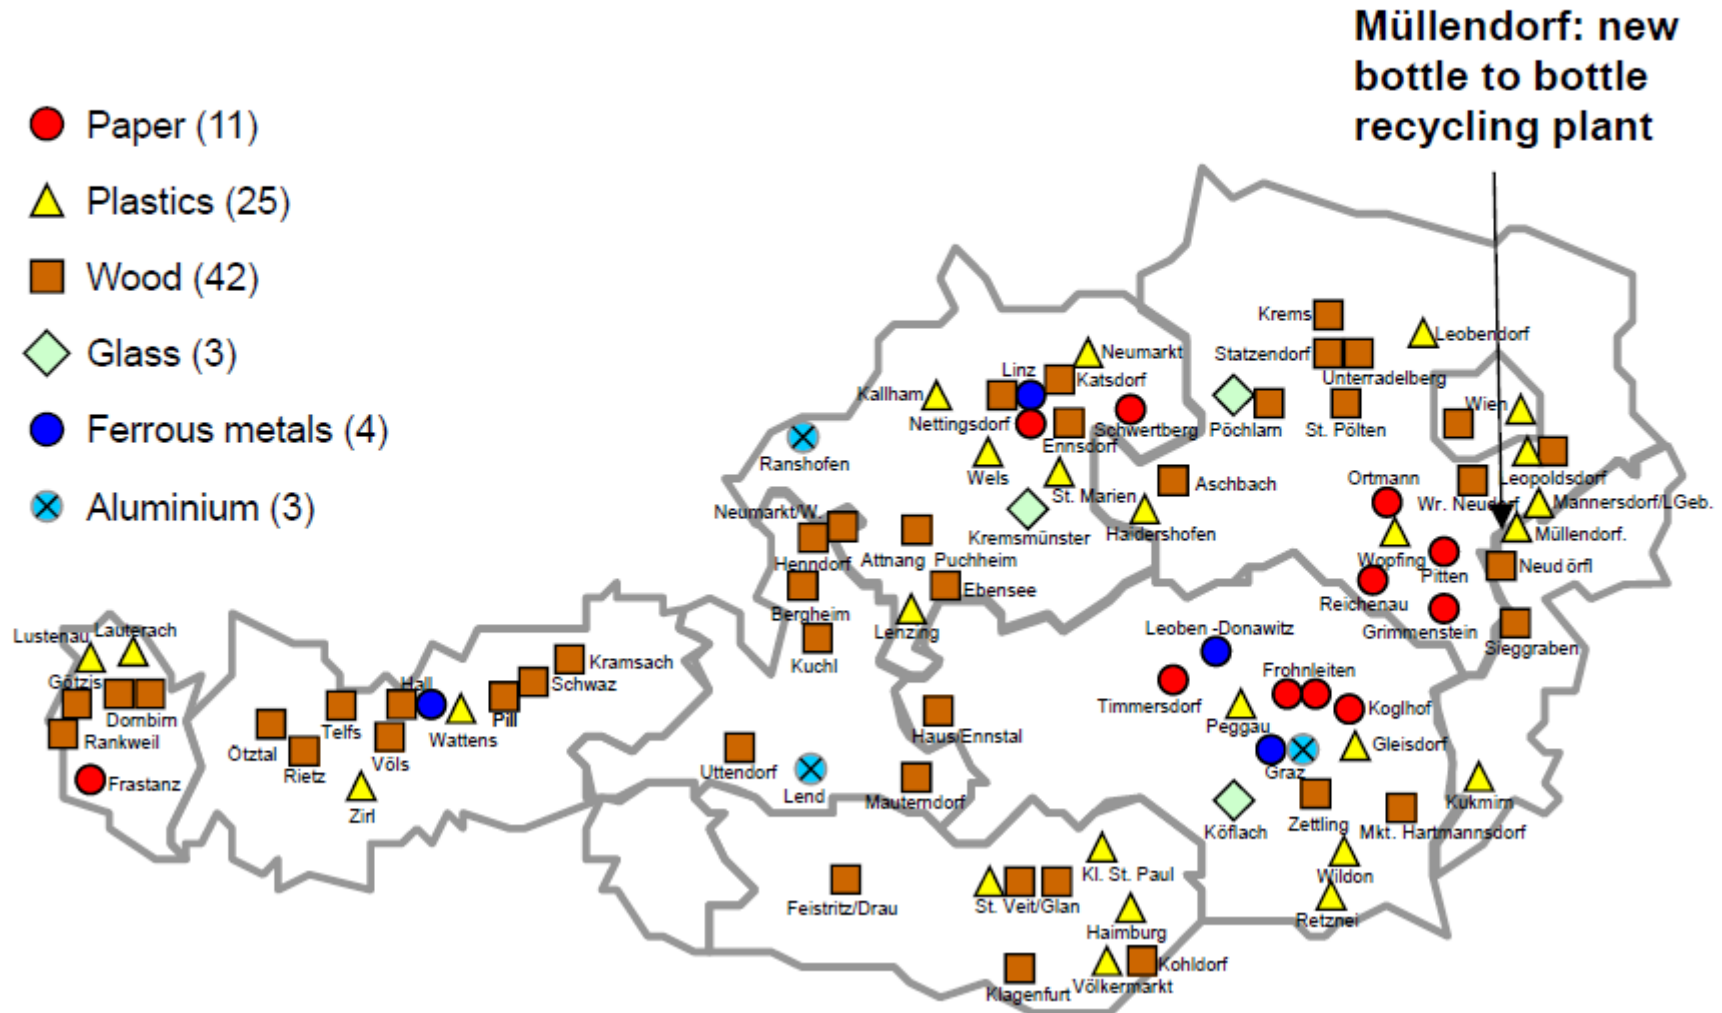 Müllendorf: new
bottle to bottle
recycling plant
Paper (11)
Plastics (25)
Wood (42)
Glass (3)
Ferrous metals (4)
Aluminium (3)
Krems
Leobendorf
Statzendorf
Neumarkt
Unterradelberg
Linz
Katsdorf
Kallham
Wien
Nettingsdorf
Schwertberg
Pöchlarn
St. Pölten
Ennsdorf
Ranshofen
Wels
Ortmann
Leopoldsdorf
St. Marien
Aschbach
Wr. Neudorf
Mannersdorf/LGeb.
Neumarkt/W.
Kremsmünster
Haidershofen
Müllendorf.
Henndorf
Attnang Puchheim
Wopfing
Pitten
Neudörfl
Ebensee
Reichenau
Bergheim
Lenzing
Leoben -Donawitz
Grimmenstein
Sieggraben
Lustenau
Lauterach
Kuchl
Kramsach
Frohnleiten
Götzis
Hall
Schwaz
Timmersdorf
Koglhof
Dornbirn
Pill
Peggau
Ötztal
Telfs
Wattens
Haus/Ennstal
Rankweil
Rietz
Völs
Gleisdorf
Uttendorf
Graz
Frastanz
Lend
Mauterndorf
Kukmirn
Zirl
Köflach
Zettling
Mkt. Hartmannsdorf
Kl. St. Paul
Wildon
Feistritz/Drau
St. Veit/Glan
Retznei
Haimburg
Kohldorf
Klagenfurt
Völkermarkt